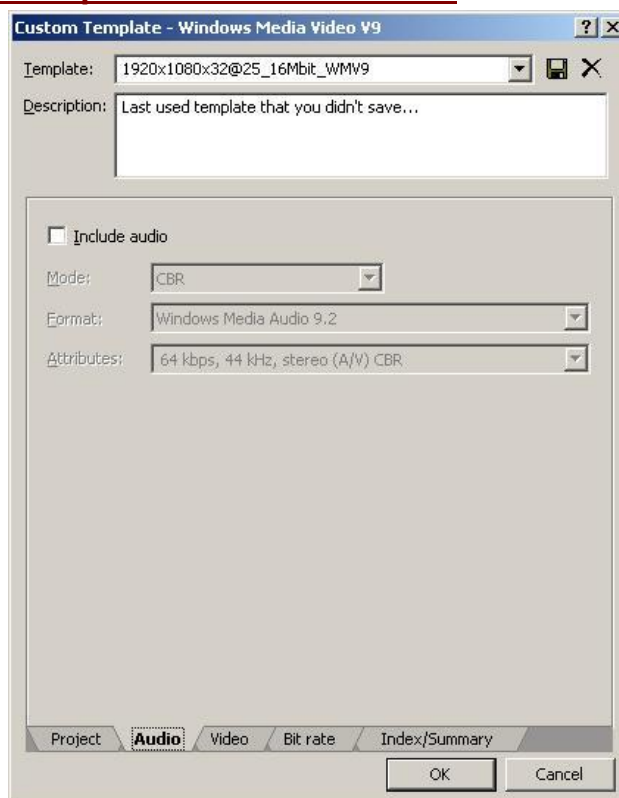 Custom Template - Windows Media Video V9
Template: 1920x1080x32@25_16Mbit_WMV9
Description: Last used template that you didn't save...
Include audio
Mode: CBR
Format: Windows Media Audio 9.2
Attributes: 64 kbps, 44 kHz, stereo (A/V) CBR
Project Audio Video Bit rate Index/Summary
OK Cancel